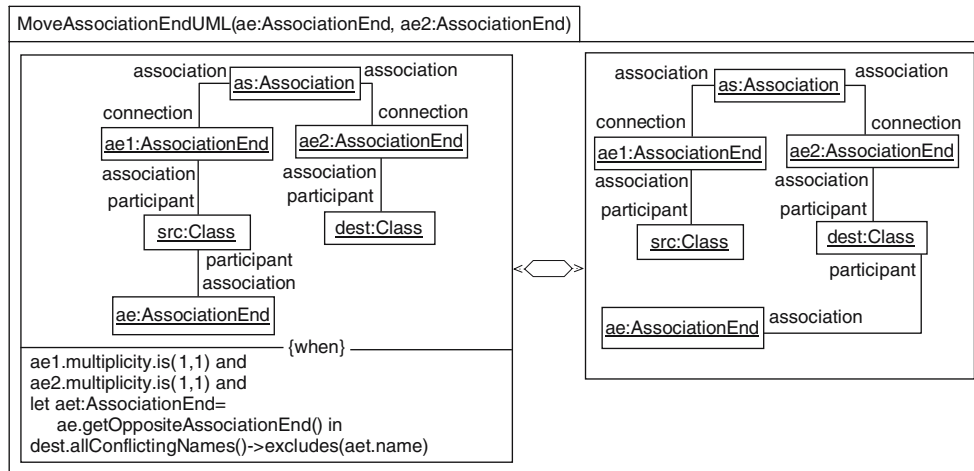 MoveAssociationEndUML(ae:AssociationEnd, ae2:AssociationEnd)
association
association
as:Association
connection
connection
ae1:AssociationEnd
ae2:AssociationEnd
association
association
participant
participant
src:Class
dest:Class
participant
association
ae:AssociationEnd
{when}
ae1.multiplicity.is(1,1) and
ae2.multiplicity.is(1,1) and
let aet:AssociationEnd=
ae.getOppositeAssociationEnd() in
dest.allConflictingNames()->excludes(aet.name)
association
association
as:Association
connection
connection
ae1:AssociationEnd
ae2:AssociationEnd
association
association
participant
participant
src:Class
dest:Class
participant
association
ae:AssociationEnd